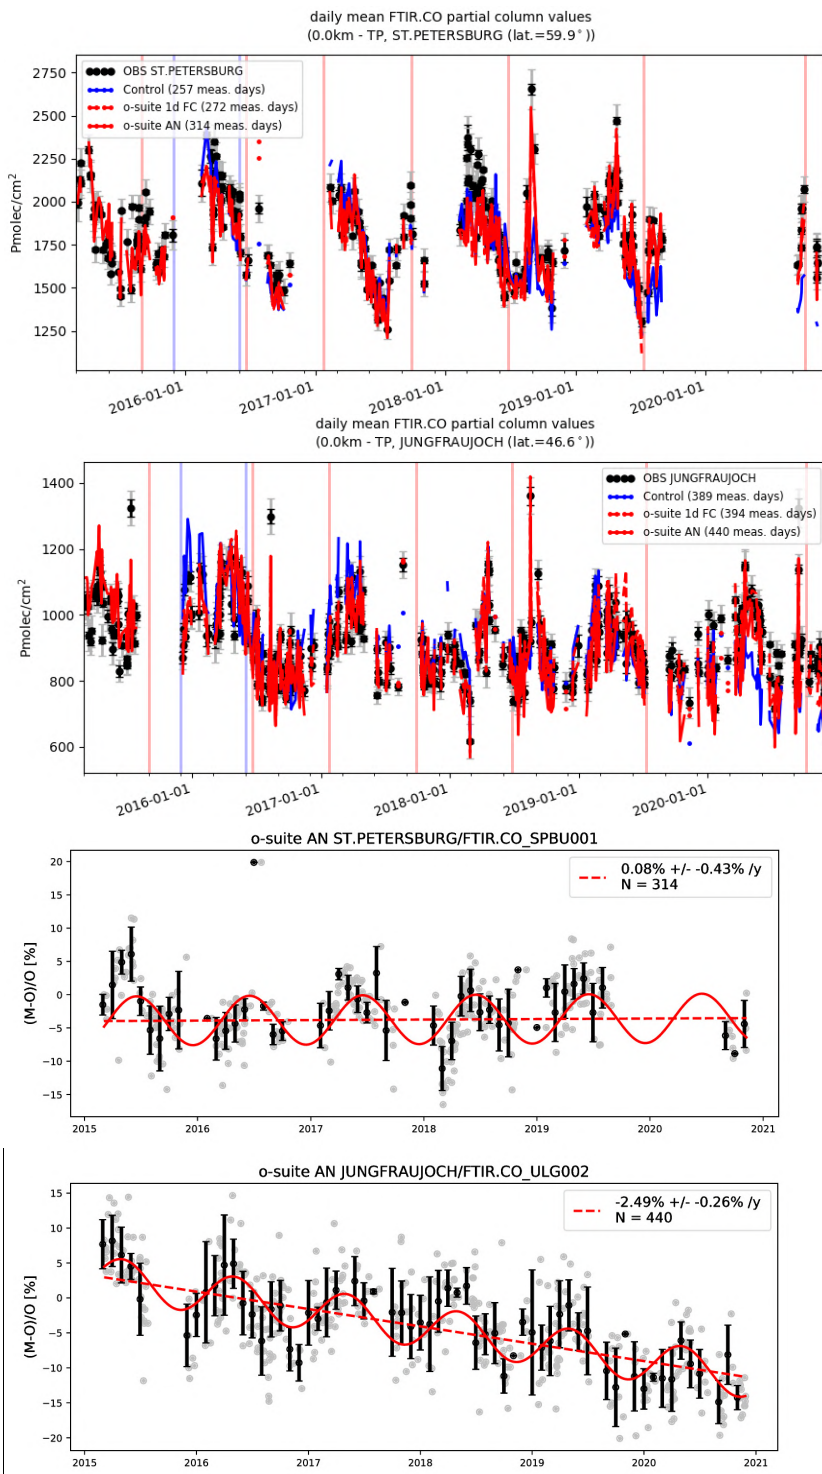 daily mean FTIR.CO partial column values
(0.0km - TP, ST.PETERSBURG (lat.=59.9°))
OBS ST.PETERSBURG
Control (257 meas. days)
o-suite 1d FC (272 meas. days)
o-suite AN (314 meas. days)
Pmolec/cm²
2750
2500
2250
2000
1750
1500
1250
2016-01-01
2017-01-01
2018-01-01
2019-01-01
2020-01-01
daily mean FTIR.CO partial column values
(0.0km - TP, JUNGFRAUJOCH (lat.=46.6°))
OBS JUNGFRAUJOCH
Control (389 meas. days)
o-suite 1d FC (394 meas. days)
o-suite AN (440 meas. days)
Pmolec/cm²
1400
1200
1000
800
600
2016-01-01
2017-01-01
2018-01-01
2019-01-01
2020-01-01
o-suite AN ST.PETERSBURG/FTIR.CO_SPBU001
0.08% +/- -0.43% /y
N = 314
(M-O)/O [%]
20
15
10
5
0
−5
−10
−15
2015
2016
2017
2018
2019
2020
2021
o-suite AN JUNGFRAUJOCH/FTIR.CO_ULG002
-2.49% +/- -0.26% /y
N = 440
(M-O)/O [%]
15
10
5
0
−5
−10
−15
−20
2015
2016
2017
2018
2019
2020
2021